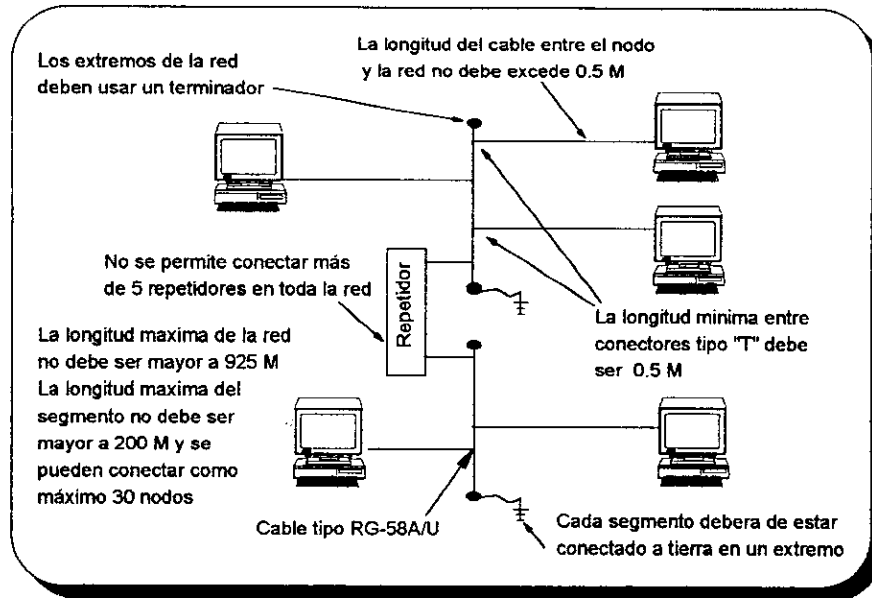 Los extremos de la red
deben usar un terminador
La longitud del cable entre el nodo
y la red no debe excede 0.5 M
No se permite conectar más
de 5 repetidores en toda la red
Repetidor
La longitud minima entre
conectores tipo "T" debe
ser 0.5 M
La longitud maxima de la red
no debe ser mayor a 925 M
La longitud maxima del
segmento no debe ser
mayor a 200 M y se
pueden conectar como
máximo 30 nodos
Cable tipo RG-58A/U
Cada segmento debera de estar
conectado a tierra en un extremo